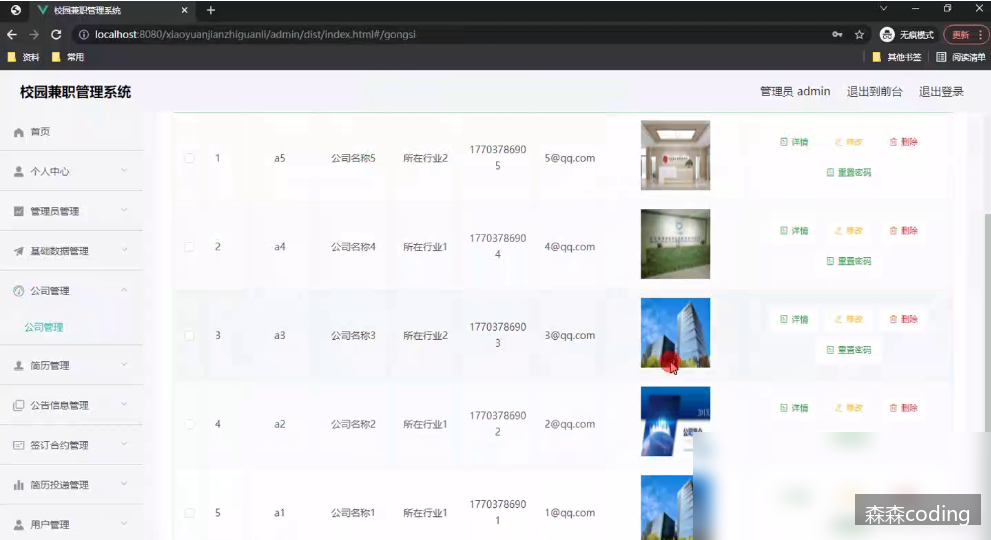 校园兼职管理系统
localhost:8080/xiaoyuanjianzhiguanli/admin/dist/index.html#/gongsi
无痕模式
更新
资料
常用
其他书签
阅读清单
校园兼职管理系统
管理员 admin
退出到前台
退出登录
首页
个人中心
管理员管理
基础数据管理
公司管理
公司管理
简历管理
公告信息管理
签订合约管理
简历投递管理
用户管理
1 a5 公司名称5 所在行业2 1770378690 5@qq.com
5
详情 修改 删除
重置密码
2 a4 公司名称4 所在行业1 1770378690 4@qq.com
4
详情 修改 删除
重置密码
3 a3 公司名称3 所在行业2 1770378690 3@qq.com
3
详情 修改 删除
重置密码
4 a2 公司名称2 所在行业1 1770378690 2@qq.com
2
详情 修改 删除
5 a1 公司名称1 所在行业1 1770378690 1@qq.com
1
森森coding